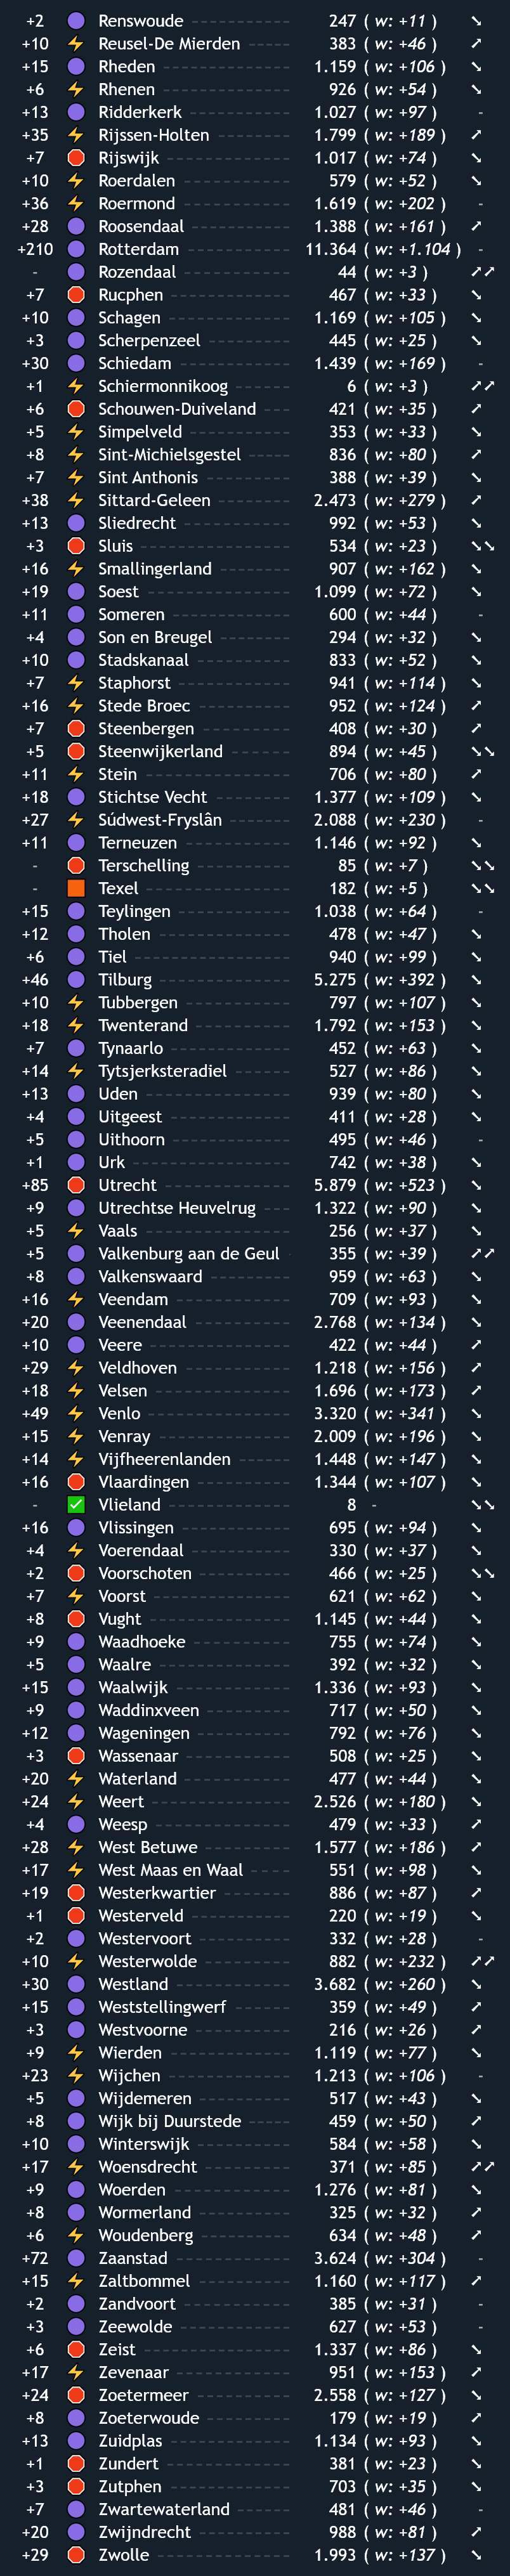 +2 Renswoude 247 ( w: +11 )
+10 Reusel-De Mierden 383 ( w: +46 )
+15 Rheden 1.159 ( w: +106 )
+6 Rhenen 926 ( w: +54 )
+13 Ridderkerk 1.027 ( w: +97 )
+35 Rijssen-Holten 1.799 ( w: +189 )
+7 Rijswijk 1.017 ( w: +74 )
+10 Roerdalen 579 ( w: +52 )
+36 Roermond 1.619 ( w: +202 ) -
+28 Roosendaal 1.388 ( w: +161 )
+210 Rotterdam 11.364 ( w: +1.104 ) -
- Rozendaal 44 ( w: +3 )
+7 Rucphen 467 ( w: +33 )
+10 Schagen 1.169 ( w: +105 )
+3 Scherpenzeel 445 ( w: +25 )
+30 Schiedam 1.439 ( w: +169 ) -
+1 Schiermonnikoog 6 ( w: +3 )
+6 Schouwen-Duiveland 421 ( w: +35 )
+5 Simpelveld 353 ( w: +33 )
+8 Sint-Michielsgestel 836 ( w: +80 )
+7 Sint Anthonis 388 ( w: +39 )
+38 Sittard-Geleen 2.473 ( w: +279 )
+13 Sliedrecht 992 ( w: +53 )
+3 Sluis 534 ( w: +23 )
+16 Smallingerland 907 ( w: +162 )
+19 Soest 1.099 ( w: +72 )
+11 Someren 600 ( w: +44 ) -
+4 Son en Breugel 294 ( w: +32 )
+10 Stadskanaal 833 ( w: +52 )
+7 Staphorst 941 ( w: +114 )
+16 Stede Broec 952 ( w: +124 )
+7 Steenbergen 408 ( w: +30 )
+5 Steenwijkerland 894 ( w: +45 )
+11 Stein 706 ( w: +80 )
+18 Stichtse Vecht 1.377 ( w: +109 )
+27 Súdwest-Fryslân 2.088 ( w: +230 ) -
+11 Terneuzen 1.146 ( w: +92 )
- Terschelling 85 ( w: +7 )
- Texel 182 ( w: +5 )
+15 Teylingen 1.038 ( w: +64 ) -
+12 Tholen 478 ( w: +47 )
+6 Tiel 940 ( w: +99 )
+46 Tilburg 5.275 ( w: +392 )
+10 Tubbergen 797 ( w: +107 )
+18 Twenterand 1.792 ( w: +153 )
+7 Tynaarlo 452 ( w: +63 )
+14 Tytsjerksteradiel 527 ( w: +86 )
+13 Uden 939 ( w: +80 )
+4 Uitgeest 411 ( w: +28 )
+5 Uithoorn 495 ( w: +46 ) -
+1 Urk 742 ( w: +38 )
+85 Utrecht 5.879 ( w: +523 )
+9 Utrechtse Heuvelrug 1.322 ( w: +90 )
+5 Vaals 256 ( w: +37 )
+5 Valkenburg aan de Geul 355 ( w: +39 )
+8 Valkenswaard 959 ( w: +63 )
+16 Veendam 709 ( w: +93 )
+20 Veenendaal 2.768 ( w: +134 )
+10 Veere 422 ( w: +44 )
+29 Veldhoven 1.218 ( w: +156 )
+18 Velsen 1.696 ( w: +173 )
+49 Venlo 3.320 ( w: +341 )
+15 Venray 2.009 ( w: +196 )
+14 Vijfheerenlanden 1.448 ( w: +147 )
+16 Vlaardingen 1.344 ( w: +107 )
- Vlieland 8 -
+16 Vlissingen 695 ( w: +94 )
+4 Voerendaal 330 ( w: +37 )
+2 Voorschoten 466 ( w: +25 )
+7 Voorst 621 ( w: +62 )
+8 Vught 1.145 ( w: +44 )
+9 Waadhoeke 755 ( w: +74 )
+5 Waalre 392 ( w: +32 )
+15 Waalwijk 1.336 ( w: +93 )
+9 Waddinxveen 717 ( w: +50 )
+12 Wageningen 792 ( w: +76 )
+3 Wassenaar 508 ( w: +25 )
+20 Waterland 477 ( w: +44 )
+24 Weert 2.526 ( w: +180 )
+4 Weesp 479 ( w: +33 )
+28 West Betuwe 1.577 ( w: +186 )
+17 West Maas en Waal 551 ( w: +98 )
+19 Westerkwartier 886 ( w: +87 )
+1 Westerveld 220 ( w: +19 )
+2 Westervoort 332 ( w: +28 ) -
+10 Westerwolde 882 ( w: +232 )
+30 Westland 3.682 ( w: +260 )
+15 Weststellingwerf 359 ( w: +49 )
+3 Westvoorne 216 ( w: +26 )
+9 Wierden 1.119 ( w: +77 )
+23 Wijchen 1.213 ( w: +106 ) -
+5 Wijdemeren 517 ( w: +43 )
+8 Wijk bij Duurstede 459 ( w: +50 )
+10 Winterswijk 584 ( w: +58 )
+17 Woensdrecht 371 ( w: +85 )
+9 Woerden 1.276 ( w: +81 )
+8 Wormerland 325 ( w: +32 )
+6 Woudenberg 634 ( w: +48 )
+72 Zaanstad 3.624 ( w: +304 ) -
+15 Zaltbommel 1.160 ( w: +117 )
+2 Zandvoort 385 ( w: +31 ) -
+3 Zeewolde 627 ( w: +53 ) -
+6 Zeist 1.337 ( w: +86 )
+17 Zevenaar 951 ( w: +153 )
+24 Zoetermeer 2.558 ( w: +127 )
+8 Zoeterwoude 179 ( w: +19 )
+13 Zuidplas 1.134 ( w: +93 )
+1 Zundert 381 ( w: +23 )
+3 Zutphen 703 ( w: +35 )
+7 Zwartewaterland 481 ( w: +46 ) -
+20 Zwijndrecht 988 ( w: +81 )
+29 Zwolle 1.993 ( w: +137 )